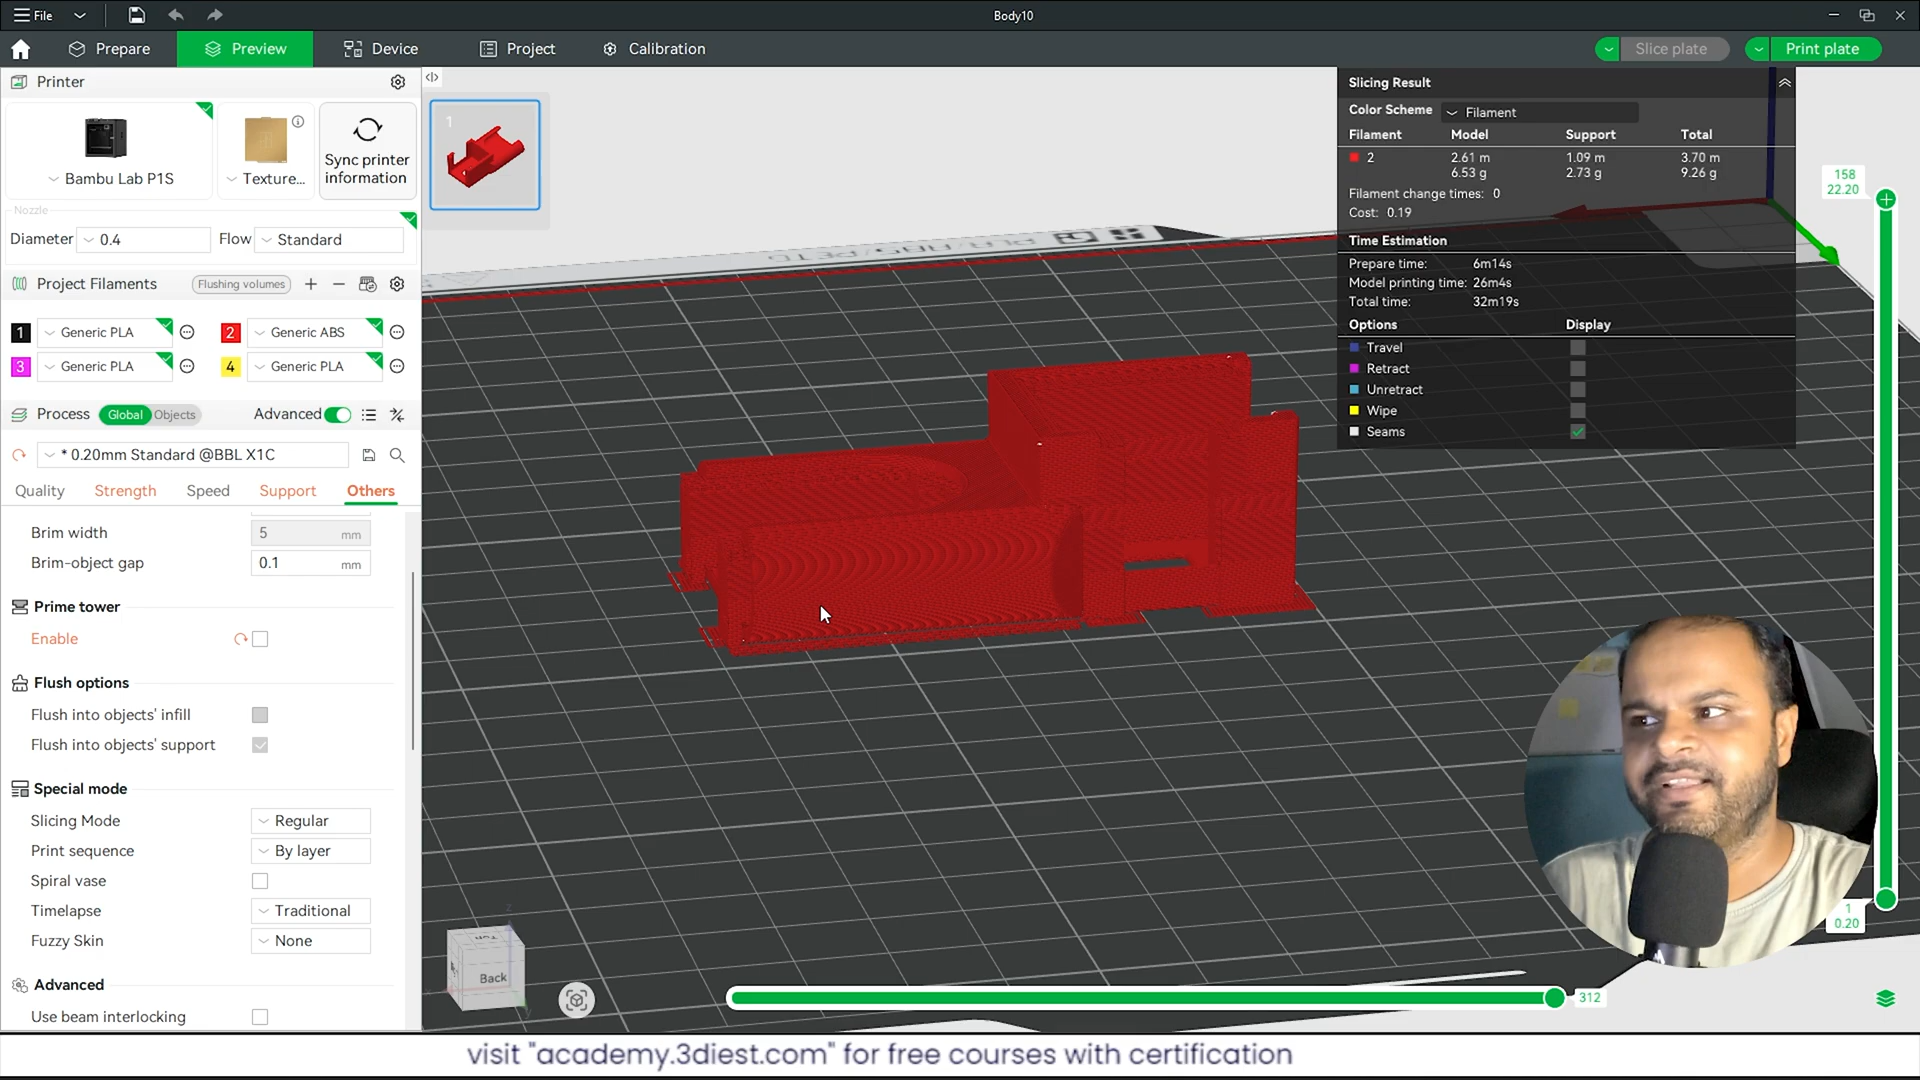 File
Body10
Prepare
Preview
Device
Project
Calibration
Slice plate
Print plate
Printer
Bambu Lab P1S
Texture...
Sync printer information
Nozzle
Diameter
0.4
Flow
Standard
Project Filaments
Flushing volumes
1 Generic PLA
2 Generic ABS
3 Generic PLA
4 Generic PLA
Process
Global
Objects
Advanced
* 0.20mm Standard @BBL X1C
Quality
Strength
Speed
Support
Others
Brim width
5 mm
Brim-object gap
0.1 mm
Prime tower
Enable
Flush options
Flush into objects' infill
Flush into objects' support
Special mode
Slicing Mode
Regular
Print sequence
By layer
Spiral vase
Timelapse
Traditional
Fuzzy Skin
None
Advanced
Use beam interlocking
1
Slicing Result
Color Scheme
Filament
Filament Model Support Total
2 2.61 m 1.09 m 3.70 m
6.53 g 2.73 g 9.26 g
Filament change times: 0
Cost: 0.19
Time Estimation
Prepare time: 6m14s
Model printing time: 26m4s
Total time: 32m19s
Options Display
Travel
Retract
Unretract
Wipe
Seams
158
22.20
1
0.20
Back
312
visit "academy.3diest.com" for free courses with certification